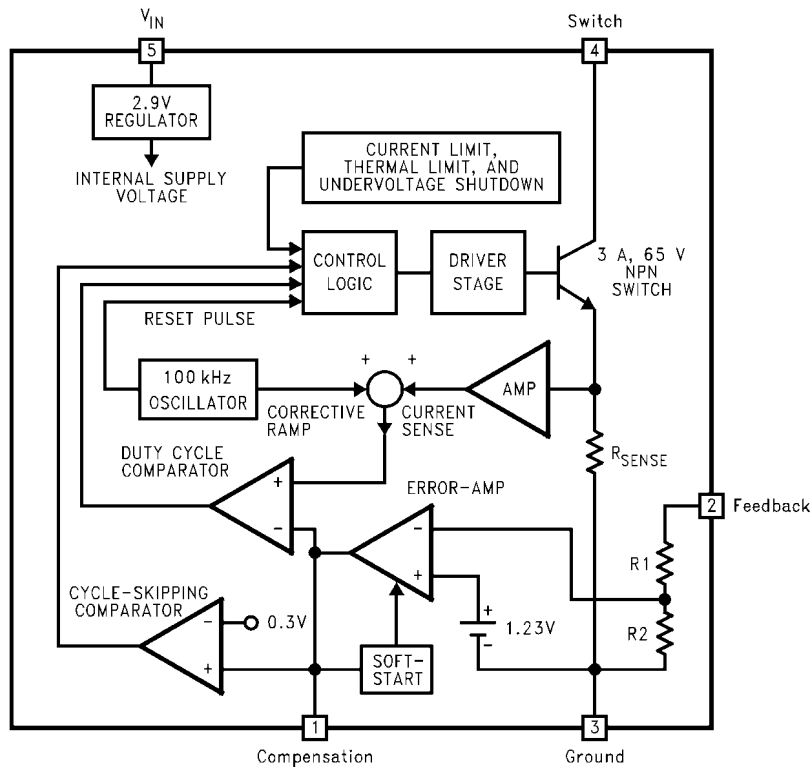 V_IN
Switch
5
4
2.9V
REGULATOR
INTERNAL SUPPLY
VOLTAGE
CURRENT LIMIT,
THERMAL LIMIT, AND
UNDERVOLTAGE SHUTDOWN
CONTROL
LOGIC
DRIVER
STAGE
3 A, 65 V
NPN
SWITCH
RESET PULSE
100 kHz
OSCILLATOR
+
+
AMP
CORRECTIVE
RAMP
CURRENT
SENSE
R_SENSE
DUTY CYCLE
COMPARATOR
+
−
ERROR-AMP
−
+
2
Feedback
R1
R2
CYCLE-SKIPPING
COMPARATOR
−
0.3V
+
+
1.23V
−
SOFT-
START
1
3
Compensation
Ground